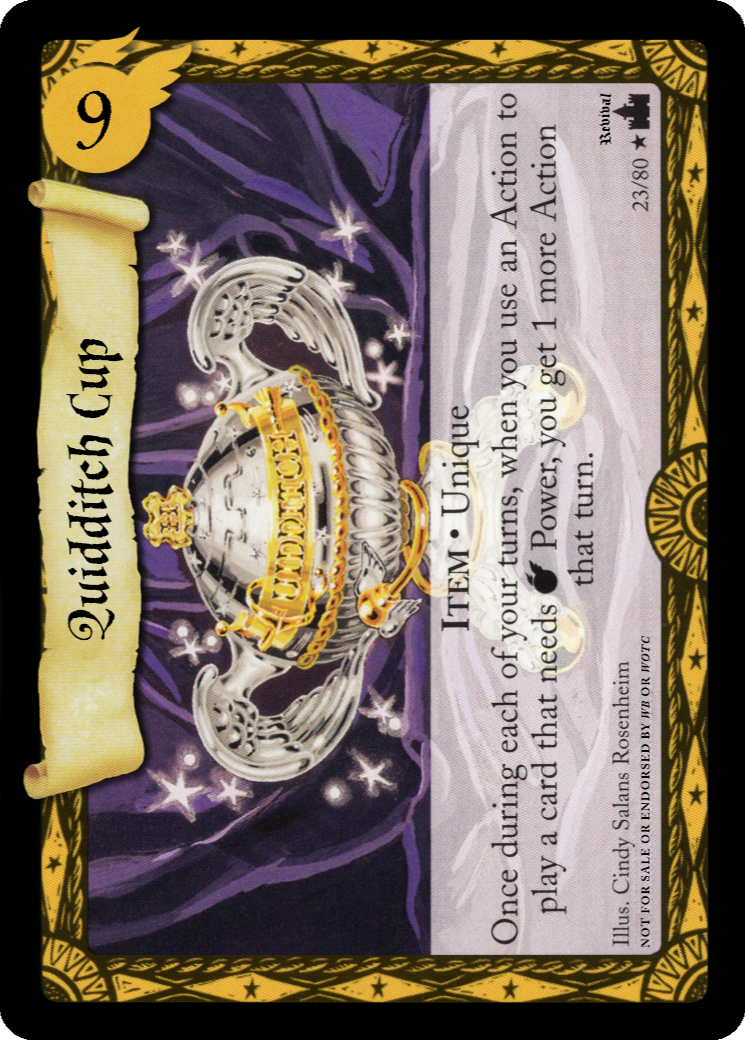 9
Quidditch Cup
QUIDDITCH
H
ITEM • Unique
Once during each of your turns, when you use an Action to
play a card that needs Power, you get 1 more Action
that turn.
Illus. Cindy Salans Rosenheim
NOT FOR SALE OR ENDORSED BY WB OR WOTC
Revival
23/80 ★